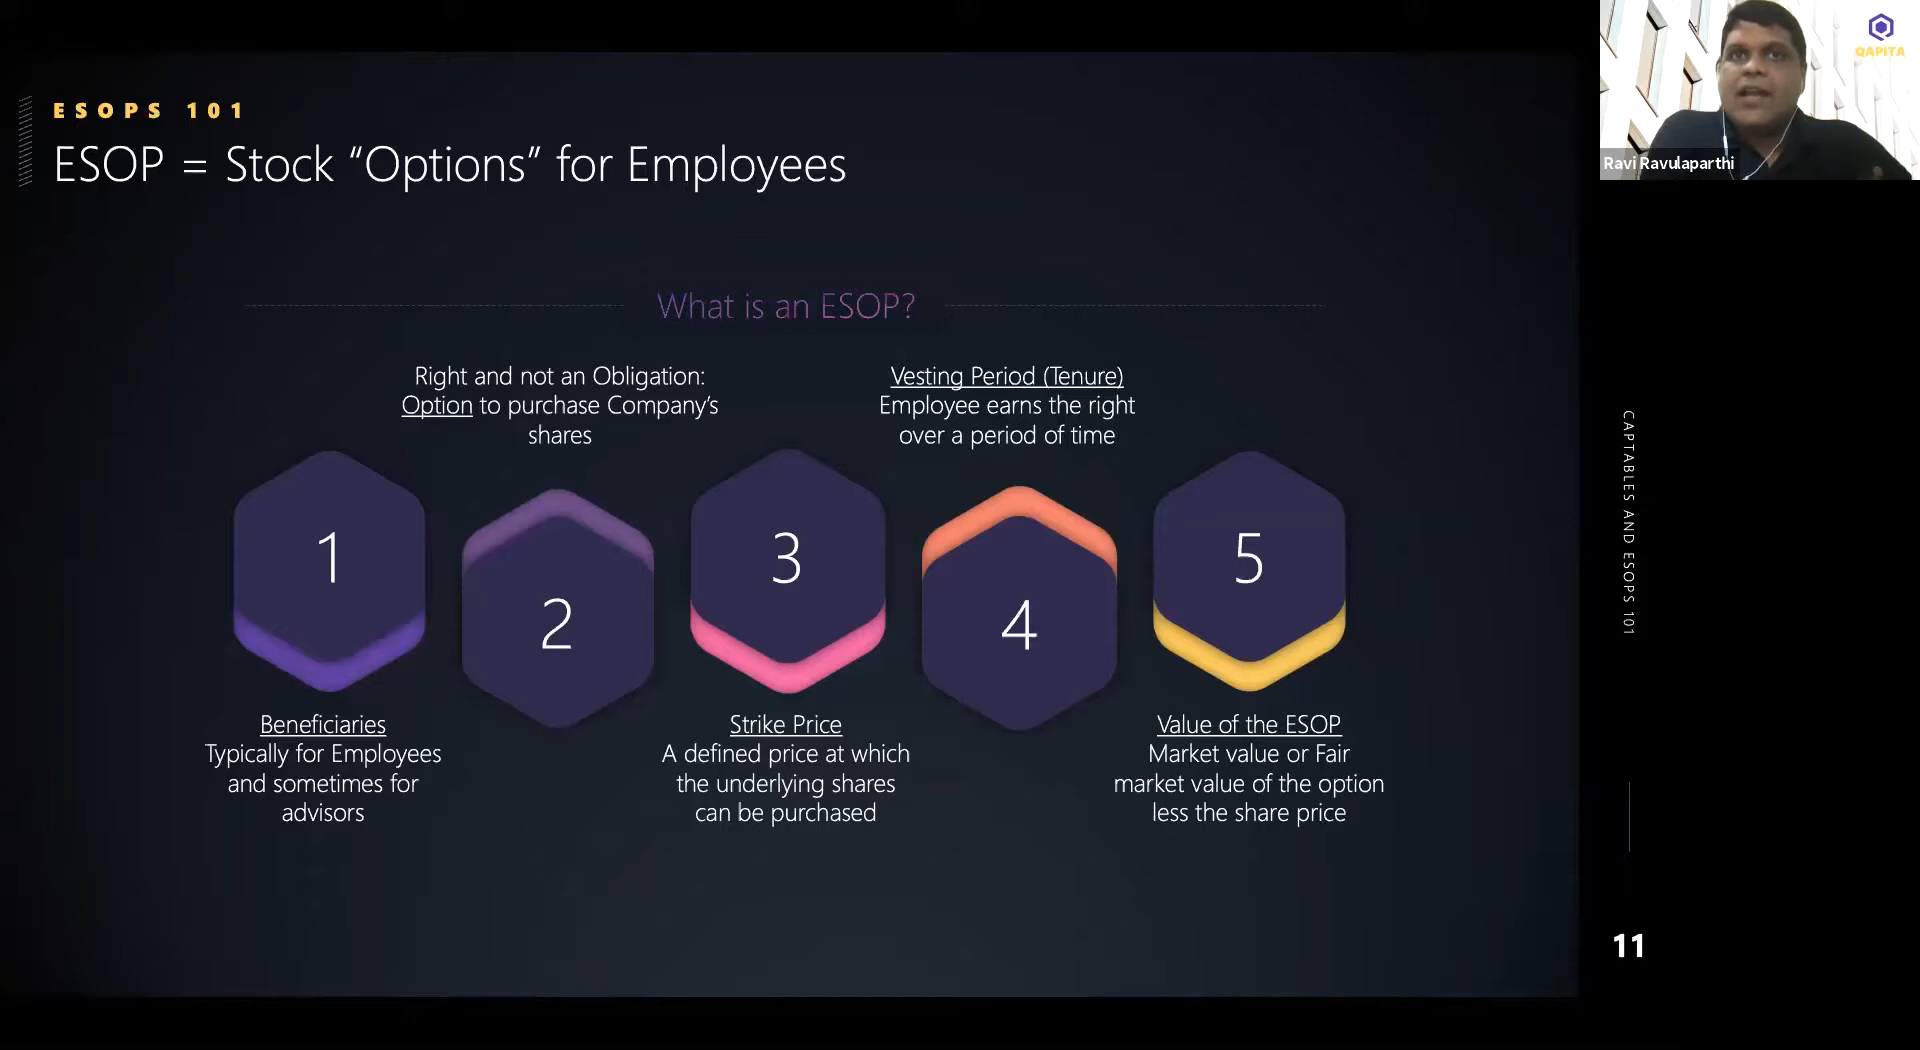 ESOPS 101
ESOP = Stock “Options” for Employees
What is an ESOP?
Right and not an Obligation:
Option to purchase Company’s
shares
Vesting Period (Tenure)
Employee earns the right
over a period of time
1
2
3
4
5
Beneficiaries
Typically for Employees
and sometimes for
advisors
Strike Price
A defined price at which
the underlying shares
can be purchased
Value of the ESOP
Market value or Fair
market value of the option
less the share price
QAPITA
Ravi Ravulaparthi
CAPTABLES AND ESOPS 101
11